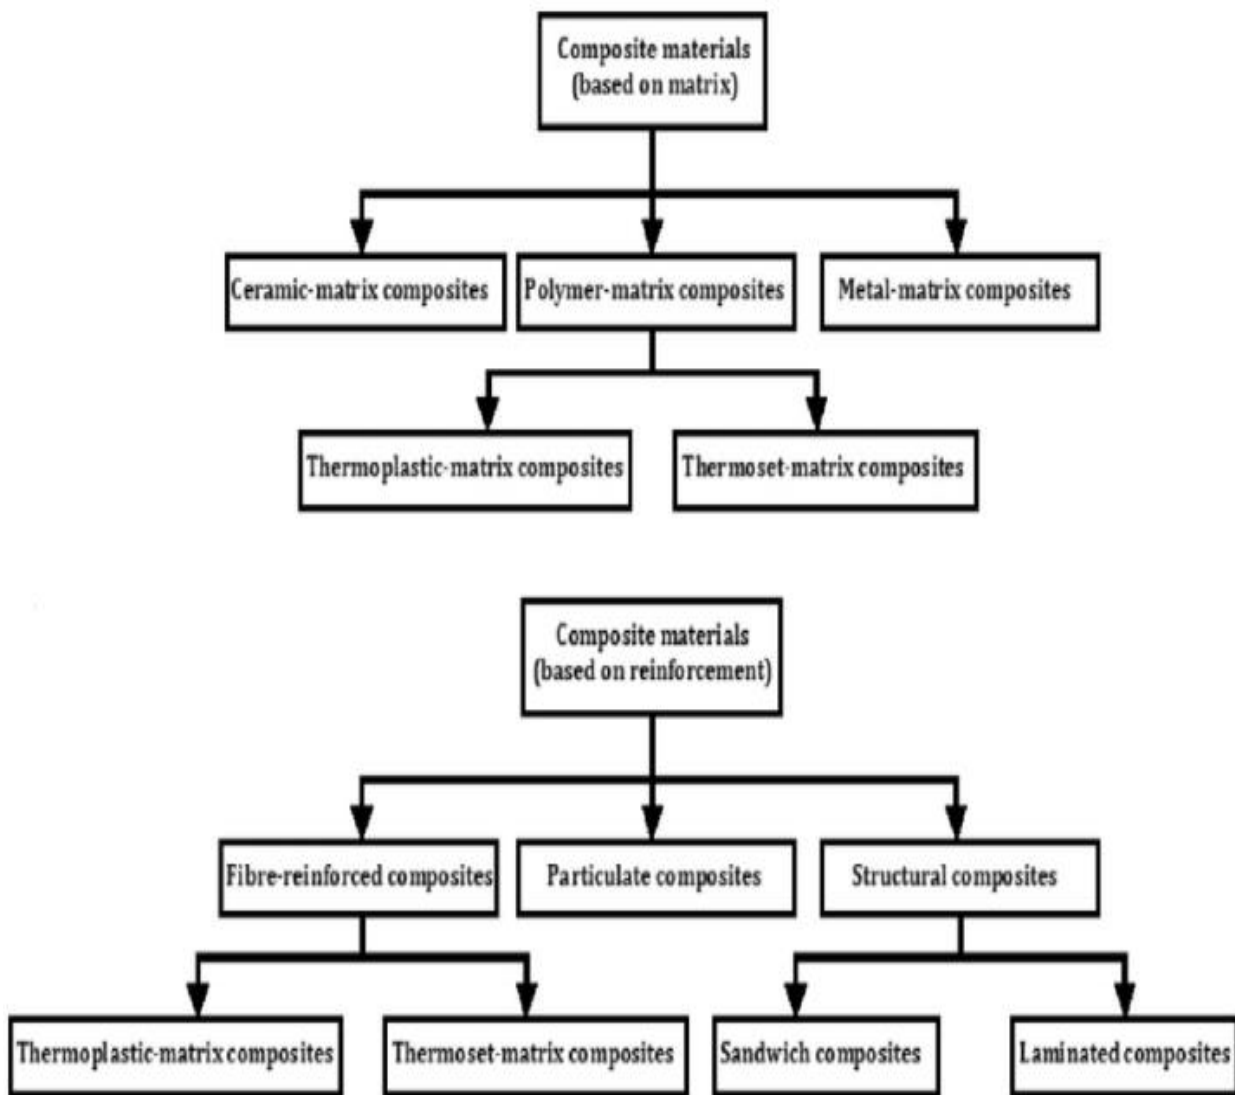 Composite materials
(based on matrix)
Ceramic-matrix composites
Polymer-matrix composites
Metal-matrix composites
Thermoplastic-matrix composites
Thermoset-matrix composites
Composite materials
(based on reinforcement)
Fibre-reinforced composites
Particulate composites
Structural composites
Thermoplastic-matrix composites
Thermoset-matrix composites
Sandwich composites
Laminated composites